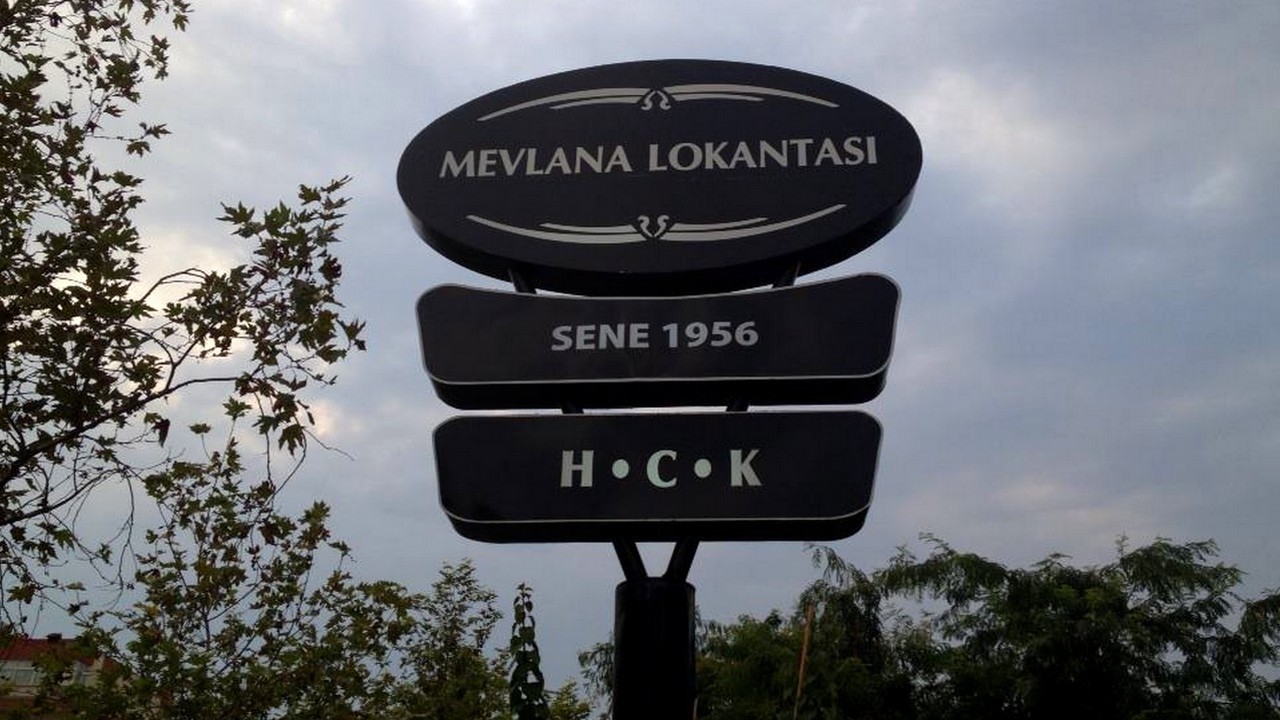 MEVLANA LOKANTASI
SENE 1956
H•C•K